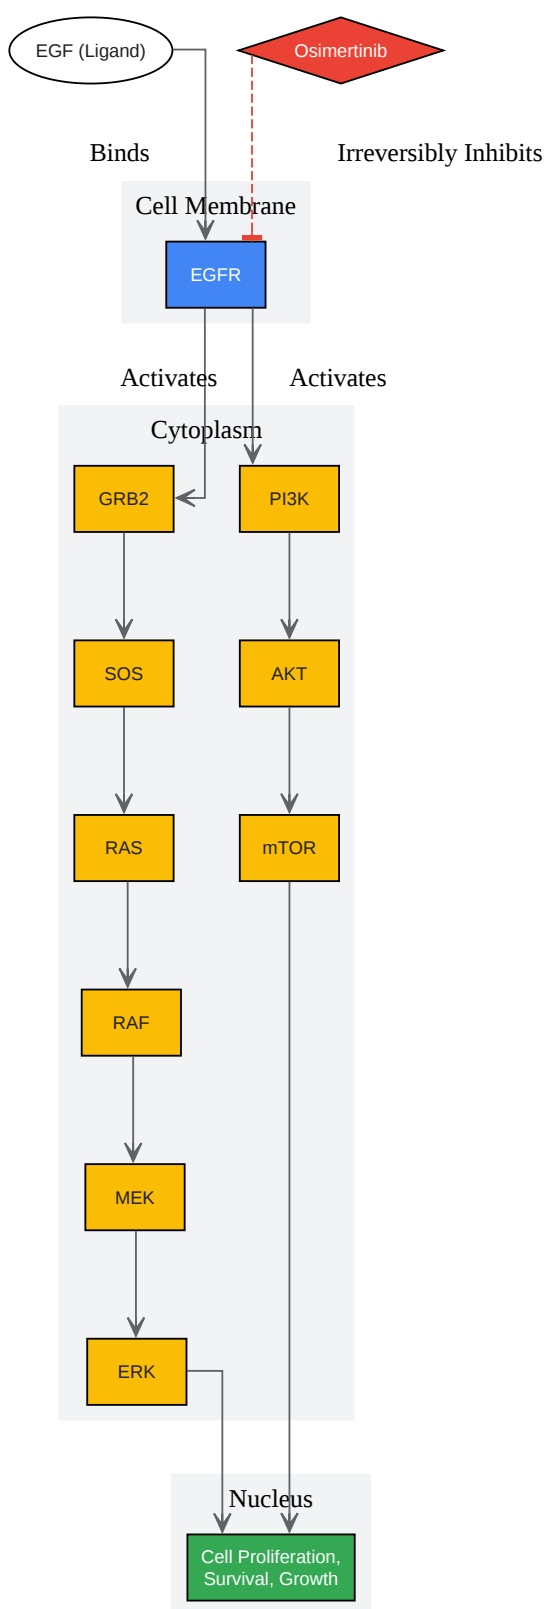 EGF (Ligand)
Osimertinib
Binds
Irreversibly Inhibits
Cell Membrane
EGFR
Activates
Activates
Cytoplasm
GRB2
PI3K
SOS
AKT
RAS
mTOR
RAF
MEK
ERK
Nucleus
Cell Proliferation,
Survival, Growth